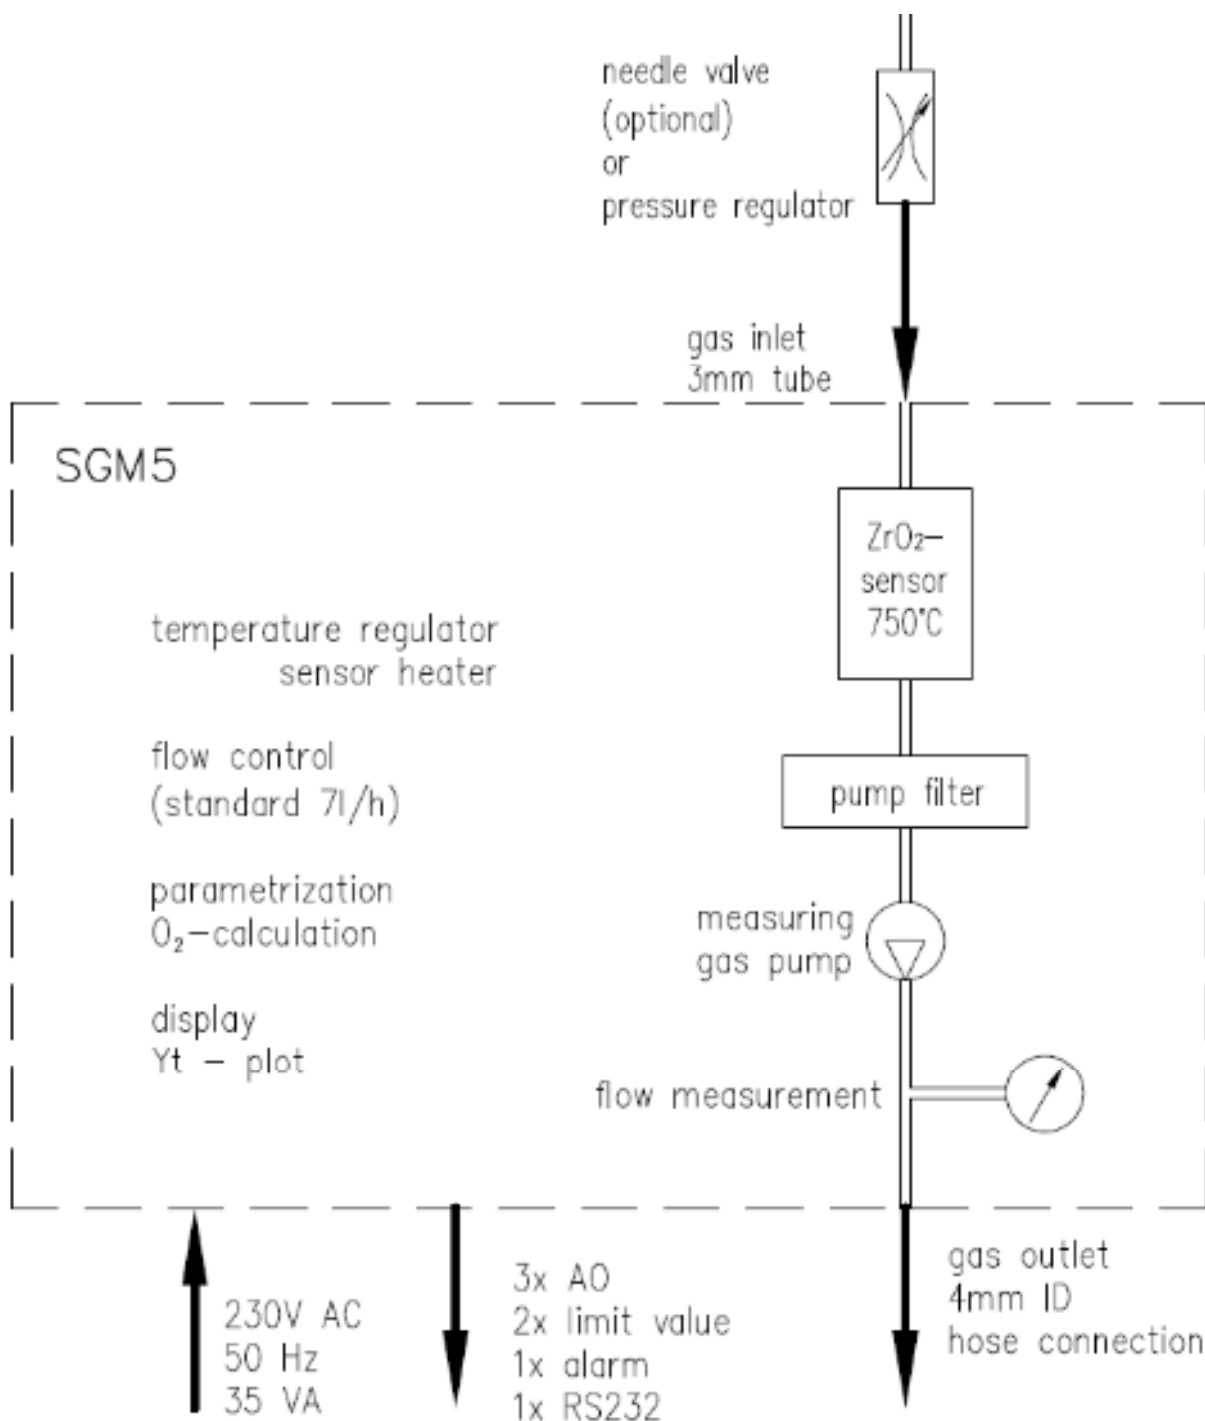 needle valve
(optional)
or
pressure regulator
gas inlet
3mm tube
SGM5
ZrO₂–
sensor
750°C
temperature regulator
sensor heater
flow control
(standard 7l/h)
pump filter
parametrization
O₂–calculation
measuring
gas pump
display
Yt – plot
flow measurement
230V AC
50 Hz
35 VA
3x AO
2x limit value
1x alarm
1x RS232
gas outlet
4mm ID
hose connection